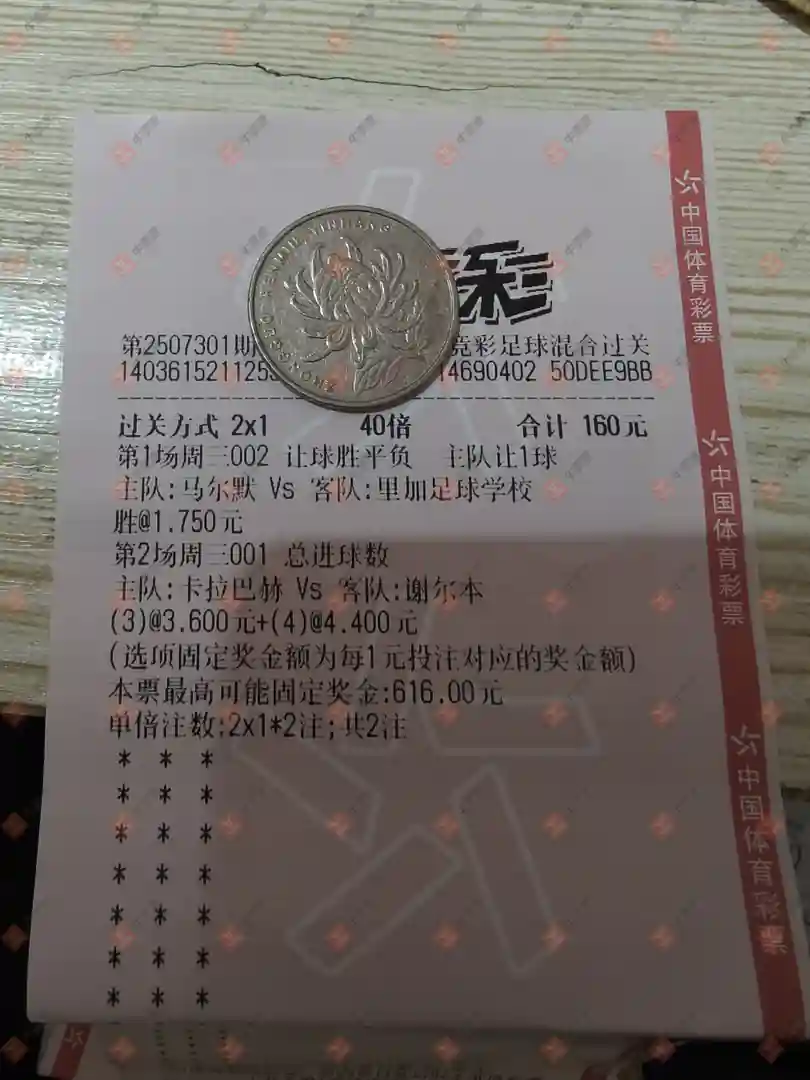 彩
第2507301期 竞彩足球混合过关
140361521125 14690402 50DEE9BB
过关方式 2x1 40倍 合计 160元
第1场周三002 让球胜平负 主队让1球
主队:马尔默 Vs 客队:里加足球学校
胜@1.750元
第2场周三001 总进球数
主队:卡拉巴赫 Vs 客队:谢尔本
(3)@3.600元+(4)@4.400元
(选项固定奖金额为每1元投注对应的奖金额)
本票最高可能固定奖金:616.00元
单倍注数:2x1*2注;共2注
* * *
* * *
* * *
* * *
* * *
* * *
* * *
中国体育彩票
中国体育彩票
中国体育彩票
ZHONGGUO RENMIN YINHANG